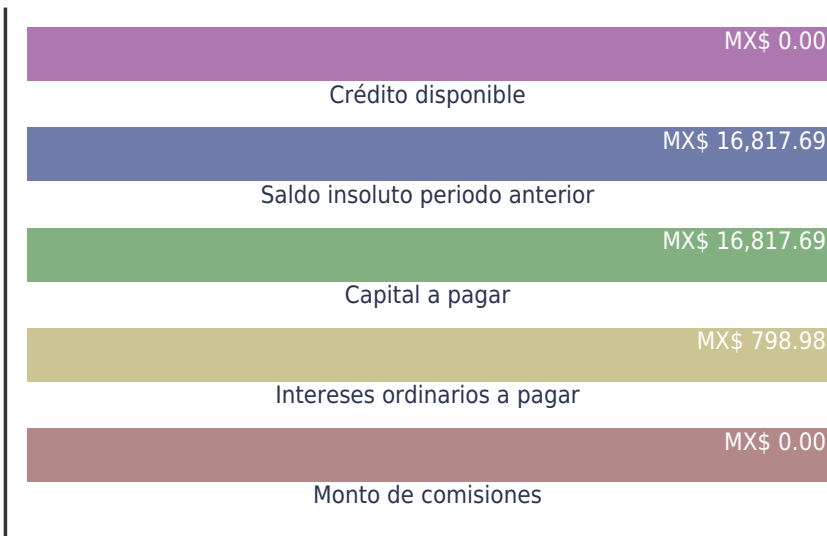 MX$ 0.00
Crédito disponible
MX$ 16,817.69
Saldo insoluto periodo anterior
MX$ 16,817.69
Capital a pagar
MX$ 798.98
Intereses ordinarios a pagar
MX$ 0.00
Monto de comisiones